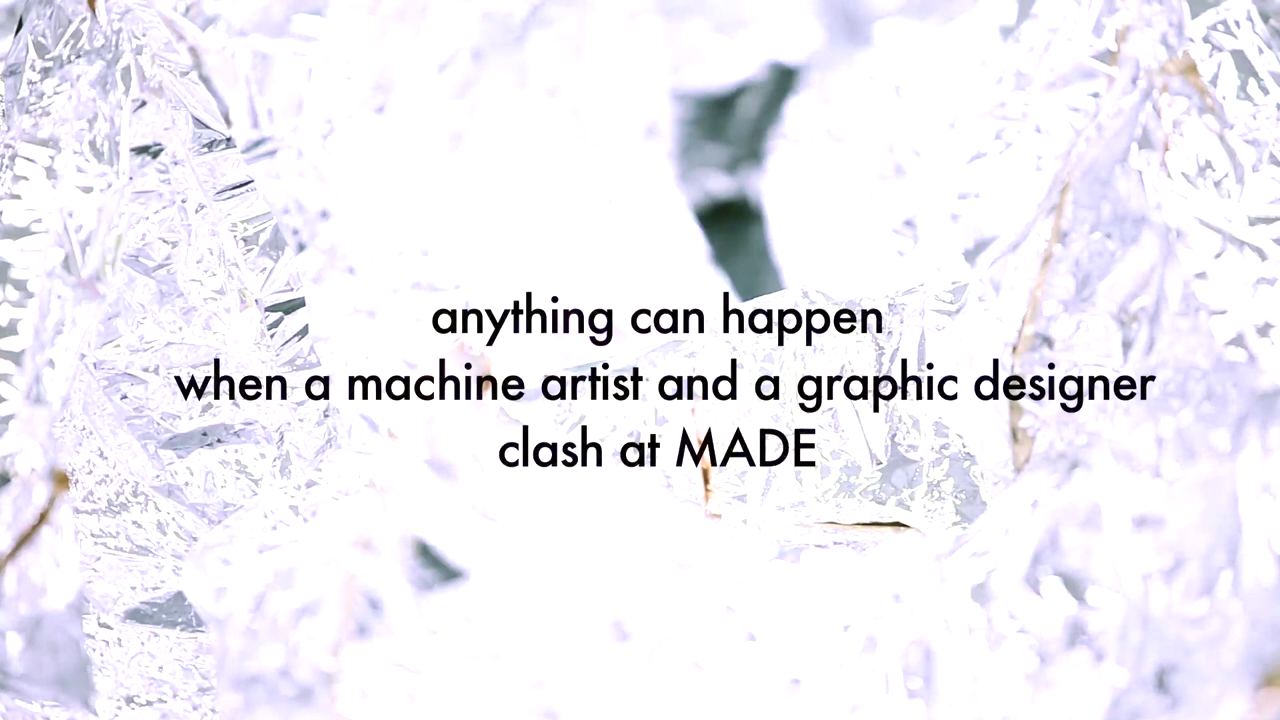 anything can happen
when a machine artist and a graphic designer
clash at MADE